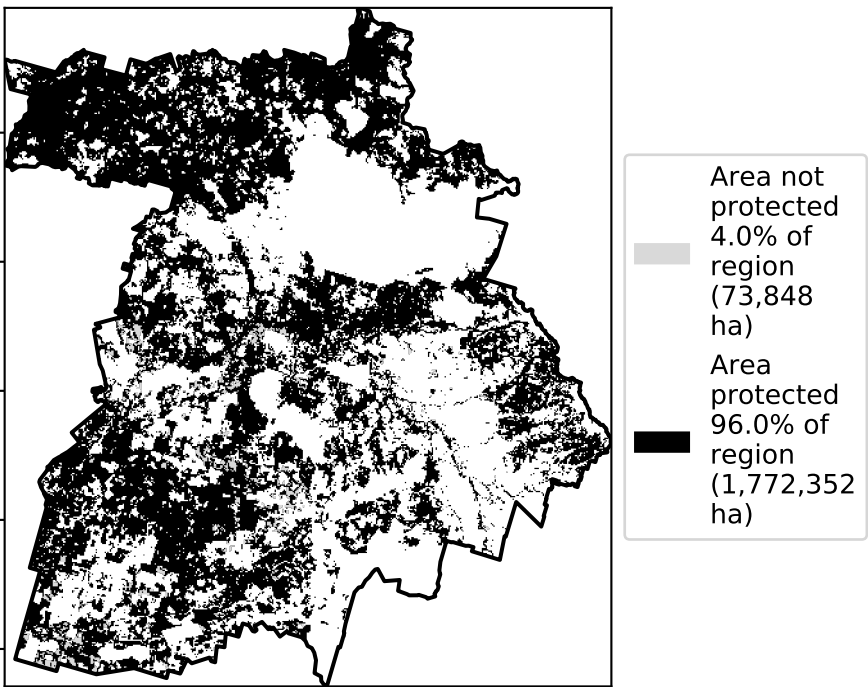 Area not
protected
4.0% of
region
(73,848
ha)
Area
protected
96.0% of
region
(1,772,352
ha)